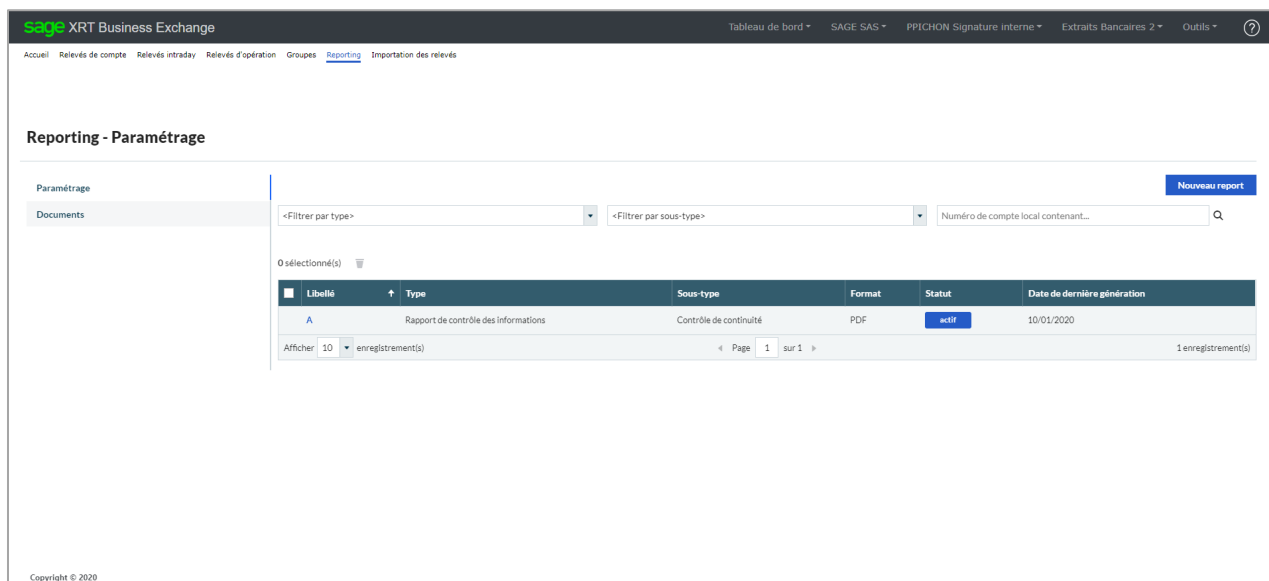 sage XRT Business Exchange Tableau de bord SAGE SAS PPICHON Signature interne Extraits Bancaires 2 Outils ?
Accueil Relevés de compte Relevés intraday Relevés d'opération Groupes Reporting Importation des relevés
Reporting - Paramétrage
Paramétrage
Nouveau report
Documents
<Filtrer par type> <Filtrer par sous-type> Numéro de compte local contenant...
0 sélectionné(s)
Libellé Type Sous-type Format Statut Date de dernière génération
A Rapport de contrôle des informations Contrôle de continuité PDF actif 10/01/2020
Afficher 10 enregistrement(s) Page 1 sur 1 1 enregistrement(s)
Copyright © 2020